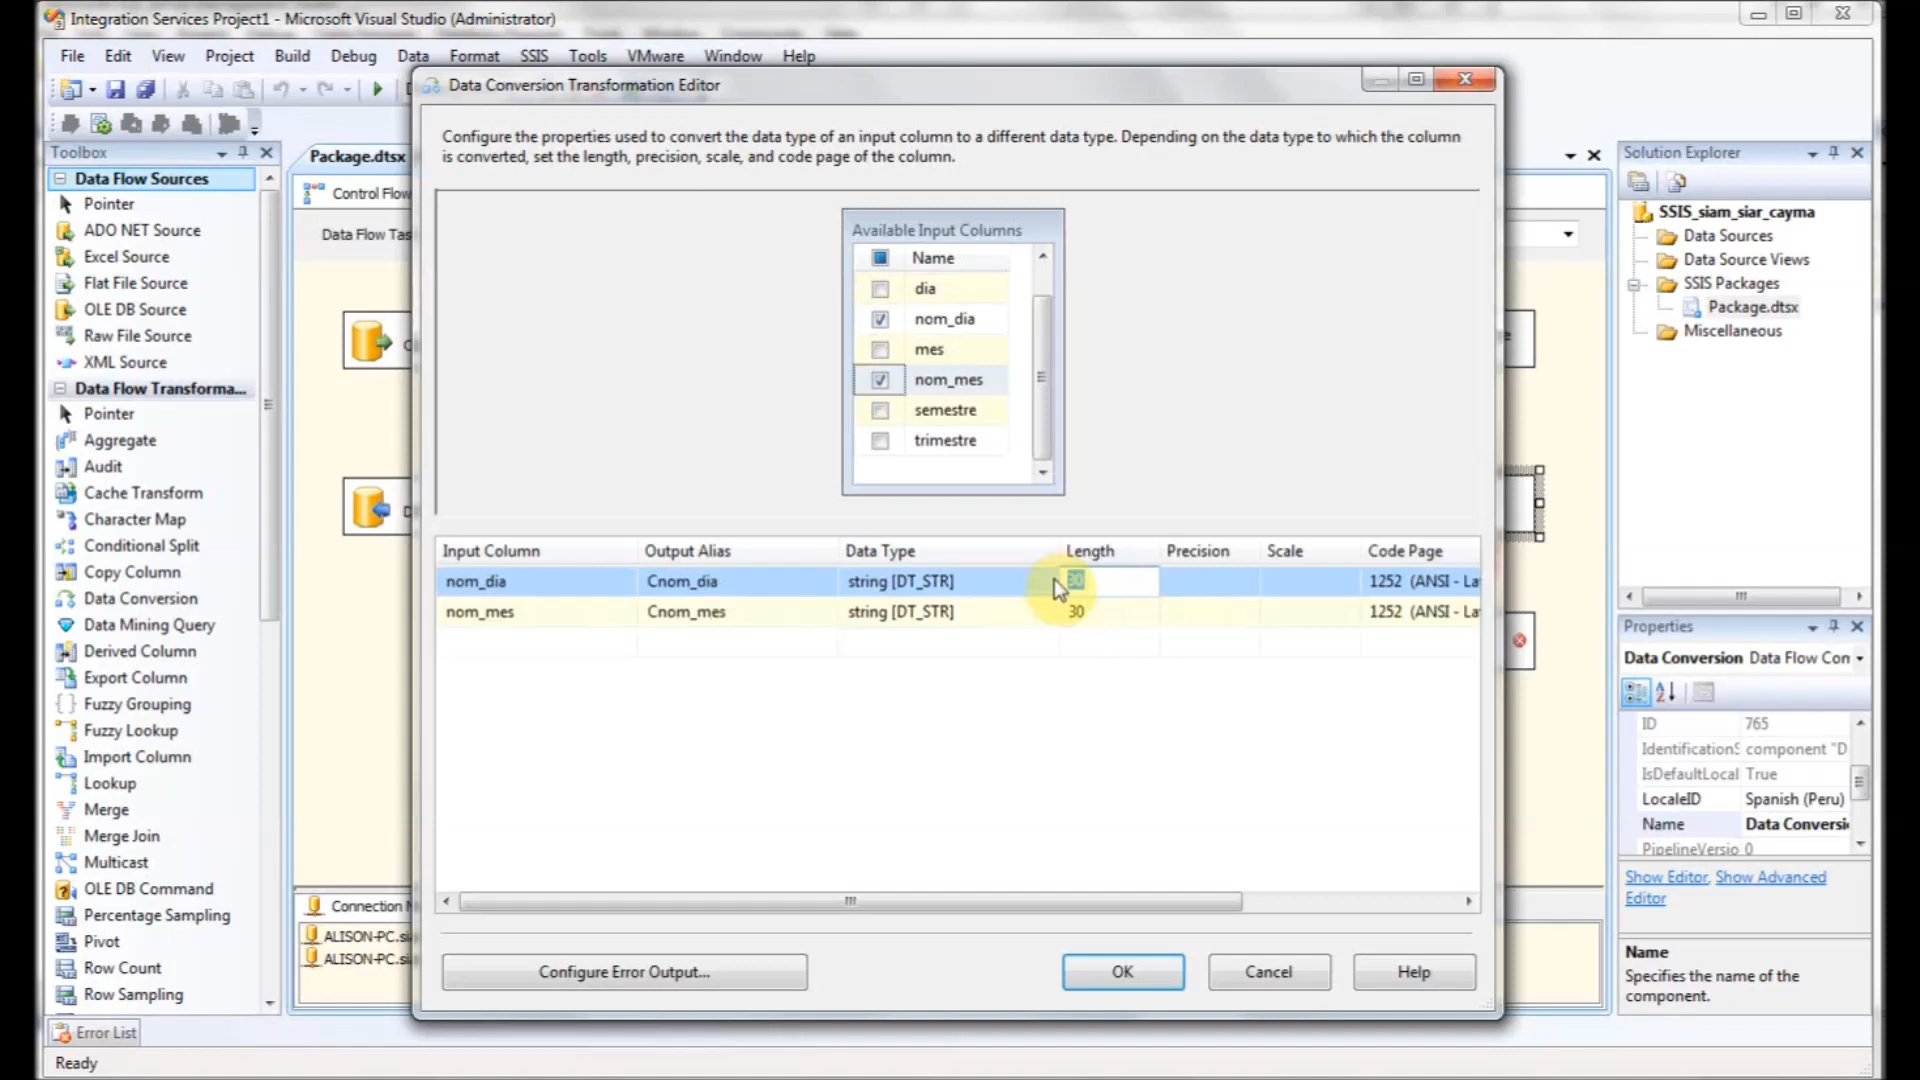 Integration Services Project1 - Microsoft Visual Studio (Administrator)
File Edit View Project Build Debug Data Format SSIS Tools VMware Window Help
Toolbox
Data Flow Sources
Pointer
ADO NET Source
Excel Source
Flat File Source
OLE DB Source
Raw File Source
XML Source
Data Flow Transforma...
Pointer
Aggregate
Audit
Cache Transform
Character Map
Conditional Split
Copy Column
Data Conversion
Data Mining Query
Derived Column
Export Column
Fuzzy Grouping
Fuzzy Lookup
Import Column
Lookup
Merge
Merge Join
Multicast
OLE DB Command
Percentage Sampling
Pivot
Row Count
Row Sampling
Package.dtsx
Control Flow
Data Flow Tas
Connection
ALISON-PC.si
ALISON-PC.si
Data Conversion Transformation Editor
Configure the properties used to convert the data type of an input column to a different data type. Depending on the data type to which the column
is converted, set the length, precision, scale, and code page of the column.
Available Input Columns
Name
dia
nom_dia
mes
nom_mes
semestre
trimestre
Input Column Output Alias Data Type Length Precision Scale Code Page
nom_dia Cnom_dia string [DT_STR] 30 1252 (ANSI - La
nom_mes Cnom_mes string [DT_STR] 30 1252 (ANSI - La
Configure Error Output... OK Cancel Help
Solution Explorer
SSIS_siam_siar_cayma
Data Sources
Data Source Views
SSIS Packages
Package.dtsx
Miscellaneous
Properties
Data Conversion Data Flow Con
ID 765
IdentificationS component "D
IsDefaultLocal True
LocaleID Spanish (Peru)
Name Data Conversi
PipelineVersio 0
Show Editor, Show Advanced
Editor
Name
Specifies the name of the
component.
Error List
Ready